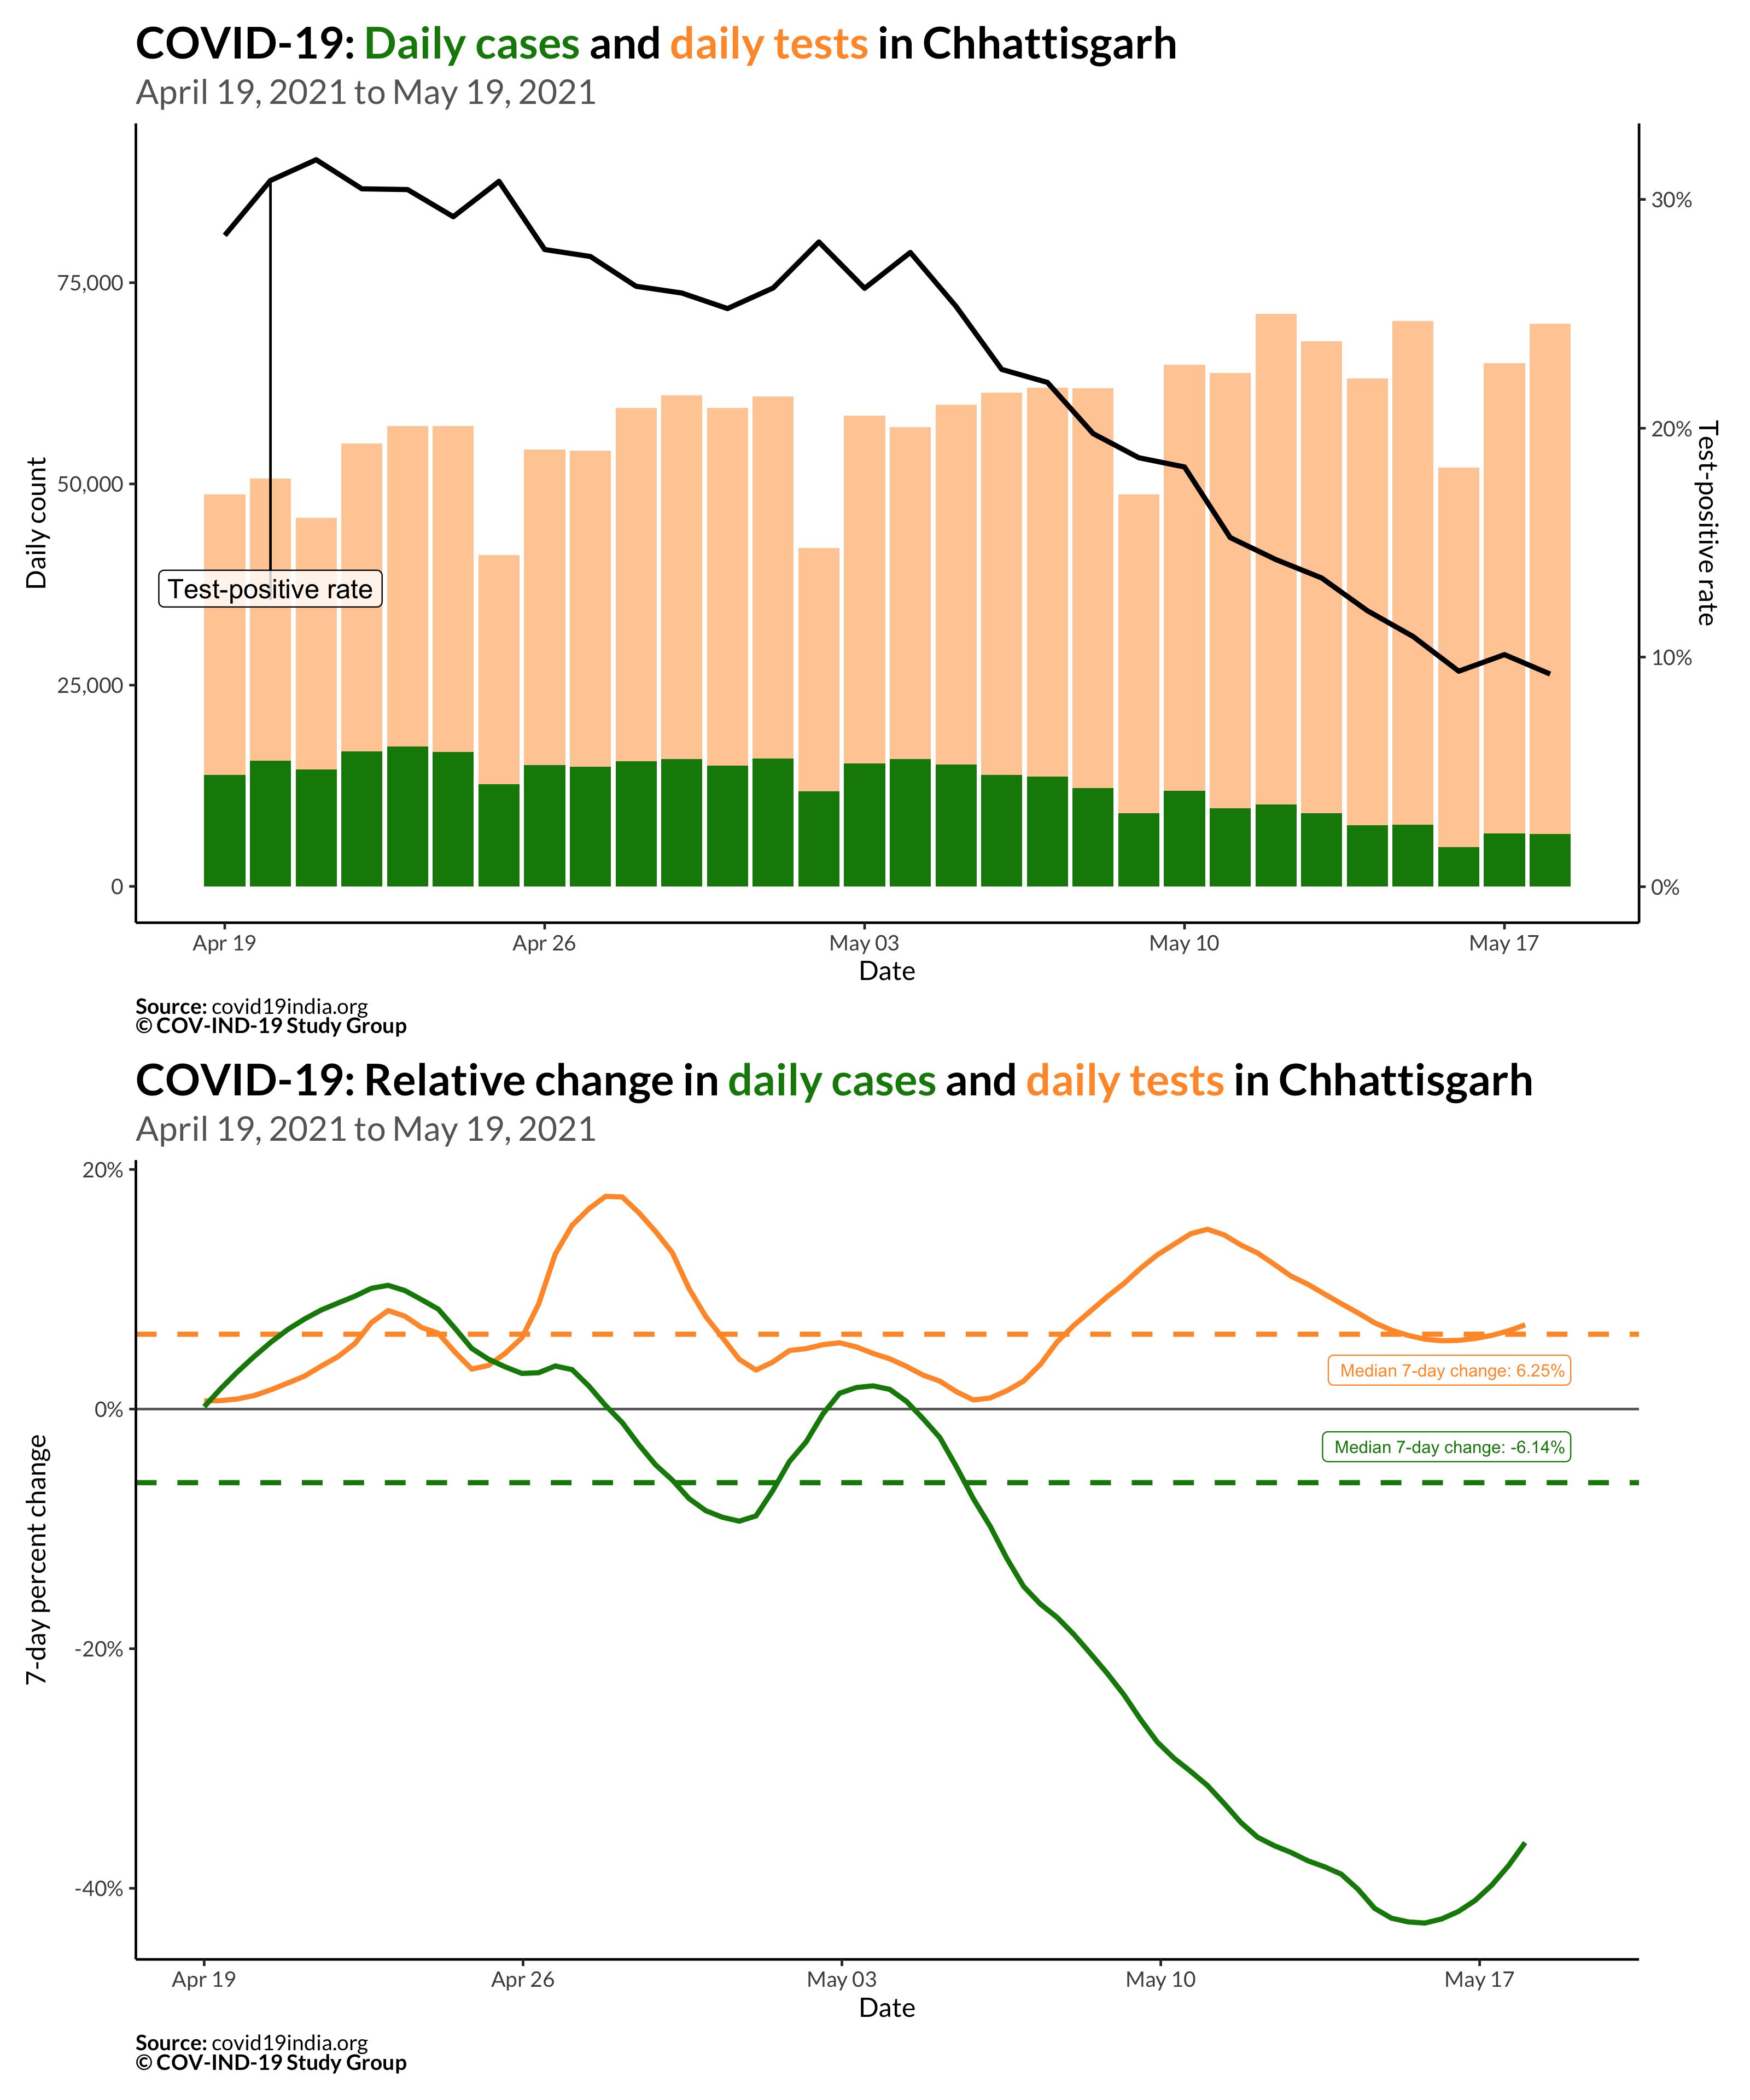 COVID-19: Daily cases and daily tests in Chhattisgarh
April 19, 2021 to May 19, 2021
Daily count
75,000
50,000
25,000
0
Test-positive rate
30%
20%
10%
0%
Test-positive rate
Apr 19
Apr 26
May 03
May 10
May 17
Date
Source: covid19india.org
© COV-IND-19 Study Group
COVID-19: Relative change in daily cases and daily tests in Chhattisgarh
April 19, 2021 to May 19, 2021
7-day percent change
20%
0%
-20%
-40%
Median 7-day change: 6.25%
Median 7-day change: -6.14%
Apr 19
Apr 26
May 03
May 10
May 17
Date
Source: covid19india.org
© COV-IND-19 Study Group